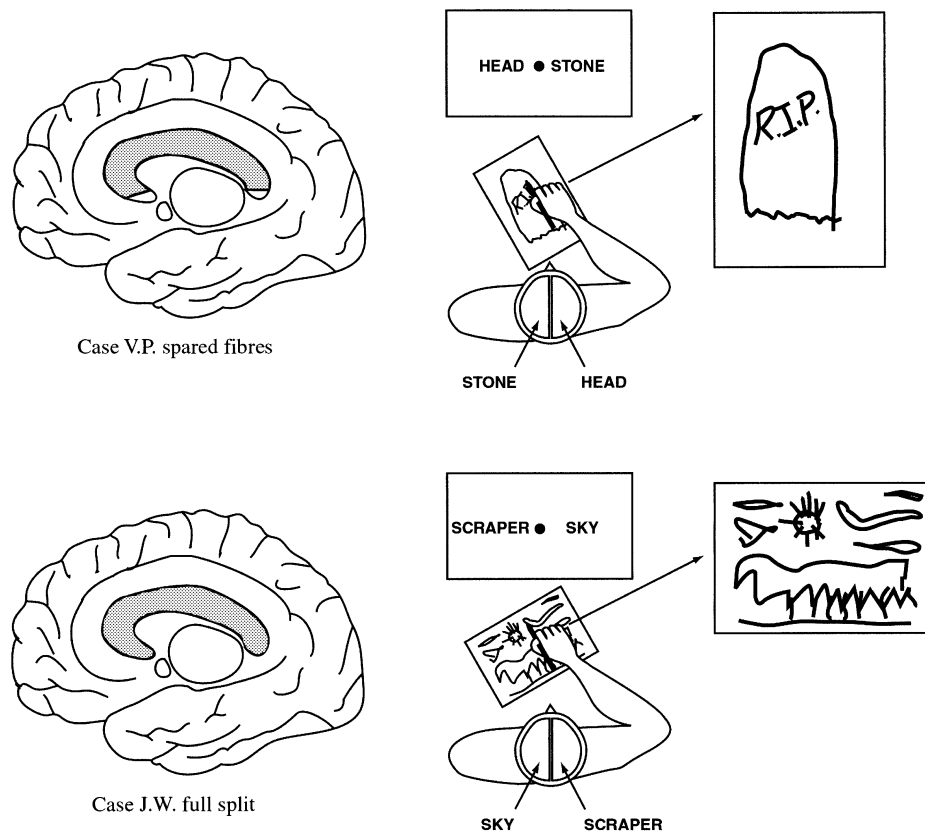 HEAD ● STONE
R.I.P.
R.I.P.
Case V.P. spared fibres
STONE
HEAD
SCRAPER ● SKY
Case J.W. full split
SKY
SCRAPER